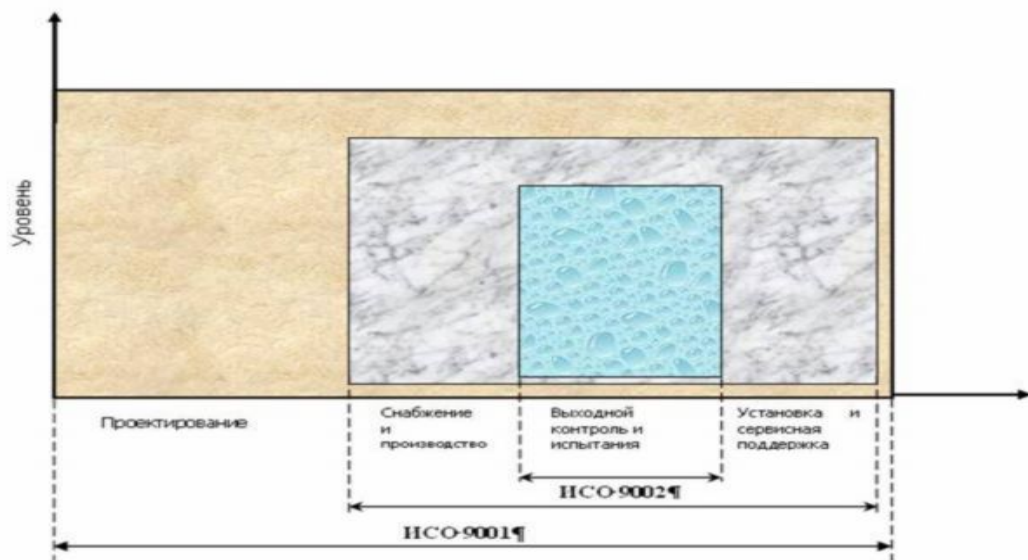 Уровень
Проектирование
Снабжение
и
производство
Выходной
контроль и
испытания
Установка и
сервисная
поддержка
ИСО-9002¶
ИСО-9001¶